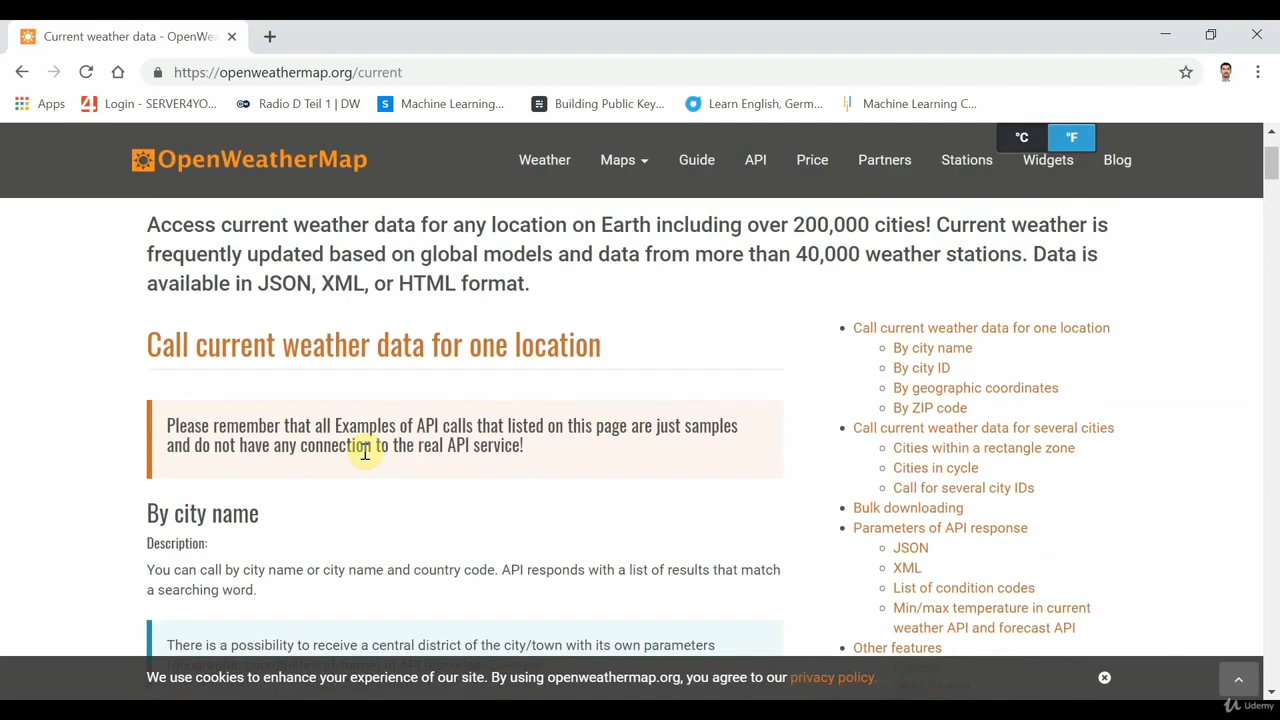 Current weather data - OpenWea
https://openweathermap.org/current
Apps
Login - SERVER4YO...
Radio D Teil 1 | DW
Machine Learning...
Building Public Key...
Learn English, Germ...
Machine Learning C...
OpenWeatherMap
Weather
Maps
Guide
API
Price
Partners
Stations
Widgets
Blog
°C
°F
Access current weather data for any location on Earth including over 200,000 cities! Current weather is
frequently updated based on global models and data from more than 40,000 weather stations. Data is
available in JSON, XML, or HTML format.
Call current weather data for one location
Please remember that all Examples of API calls that listed on this page are just samples
and do not have any connection to the real API service!
By city name
Description:
You can call by city name or city name and country code. API responds with a list of results that match
a searching word.
There is a possibility to receive a central district of the city/town with its own parameters
Call current weather data for one location
By city name
By city ID
By geographic coordinates
By ZIP code
Call current weather data for several cities
Cities within a rectangle zone
Cities in cycle
Call for several city IDs
Bulk downloading
Parameters of API response
JSON
XML
List of condition codes
Min/max temperature in current
weather API and forecast API
Other features
We use cookies to enhance your experience of our site. By using openweathermap.org, you agree to our privacy policy.
Udemy